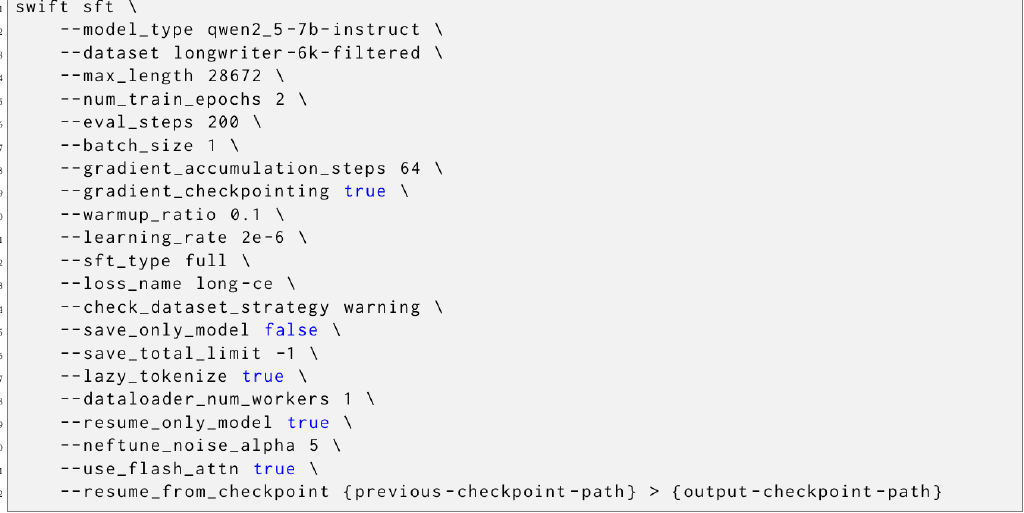 swift sft \
--model_type qwen2_5-7b-instruct \
--dataset longwriter-6k-filtered \
--max_length 28672 \
--num_train_epochs 2 \
--eval_steps 200 \
--batch_size 1 \
--gradient_accumulation_steps 64 \
--gradient_checkpointing true \
--warmup_ratio 0.1 \
--learning_rate 2e-6 \
--sft_type full \
--loss_name long-ce \
--check_dataset_strategy warning \
--save_only_model false \
--save_total_limit -1 \
--lazy_tokenize true \
--dataloader_num_workers 1 \
--resume_only_model true \
--neftune_noise_alpha 5 \
--use_flash_attn true \
--resume_from_checkpoint {previous-checkpoint-path} > {output-checkpoint-path}